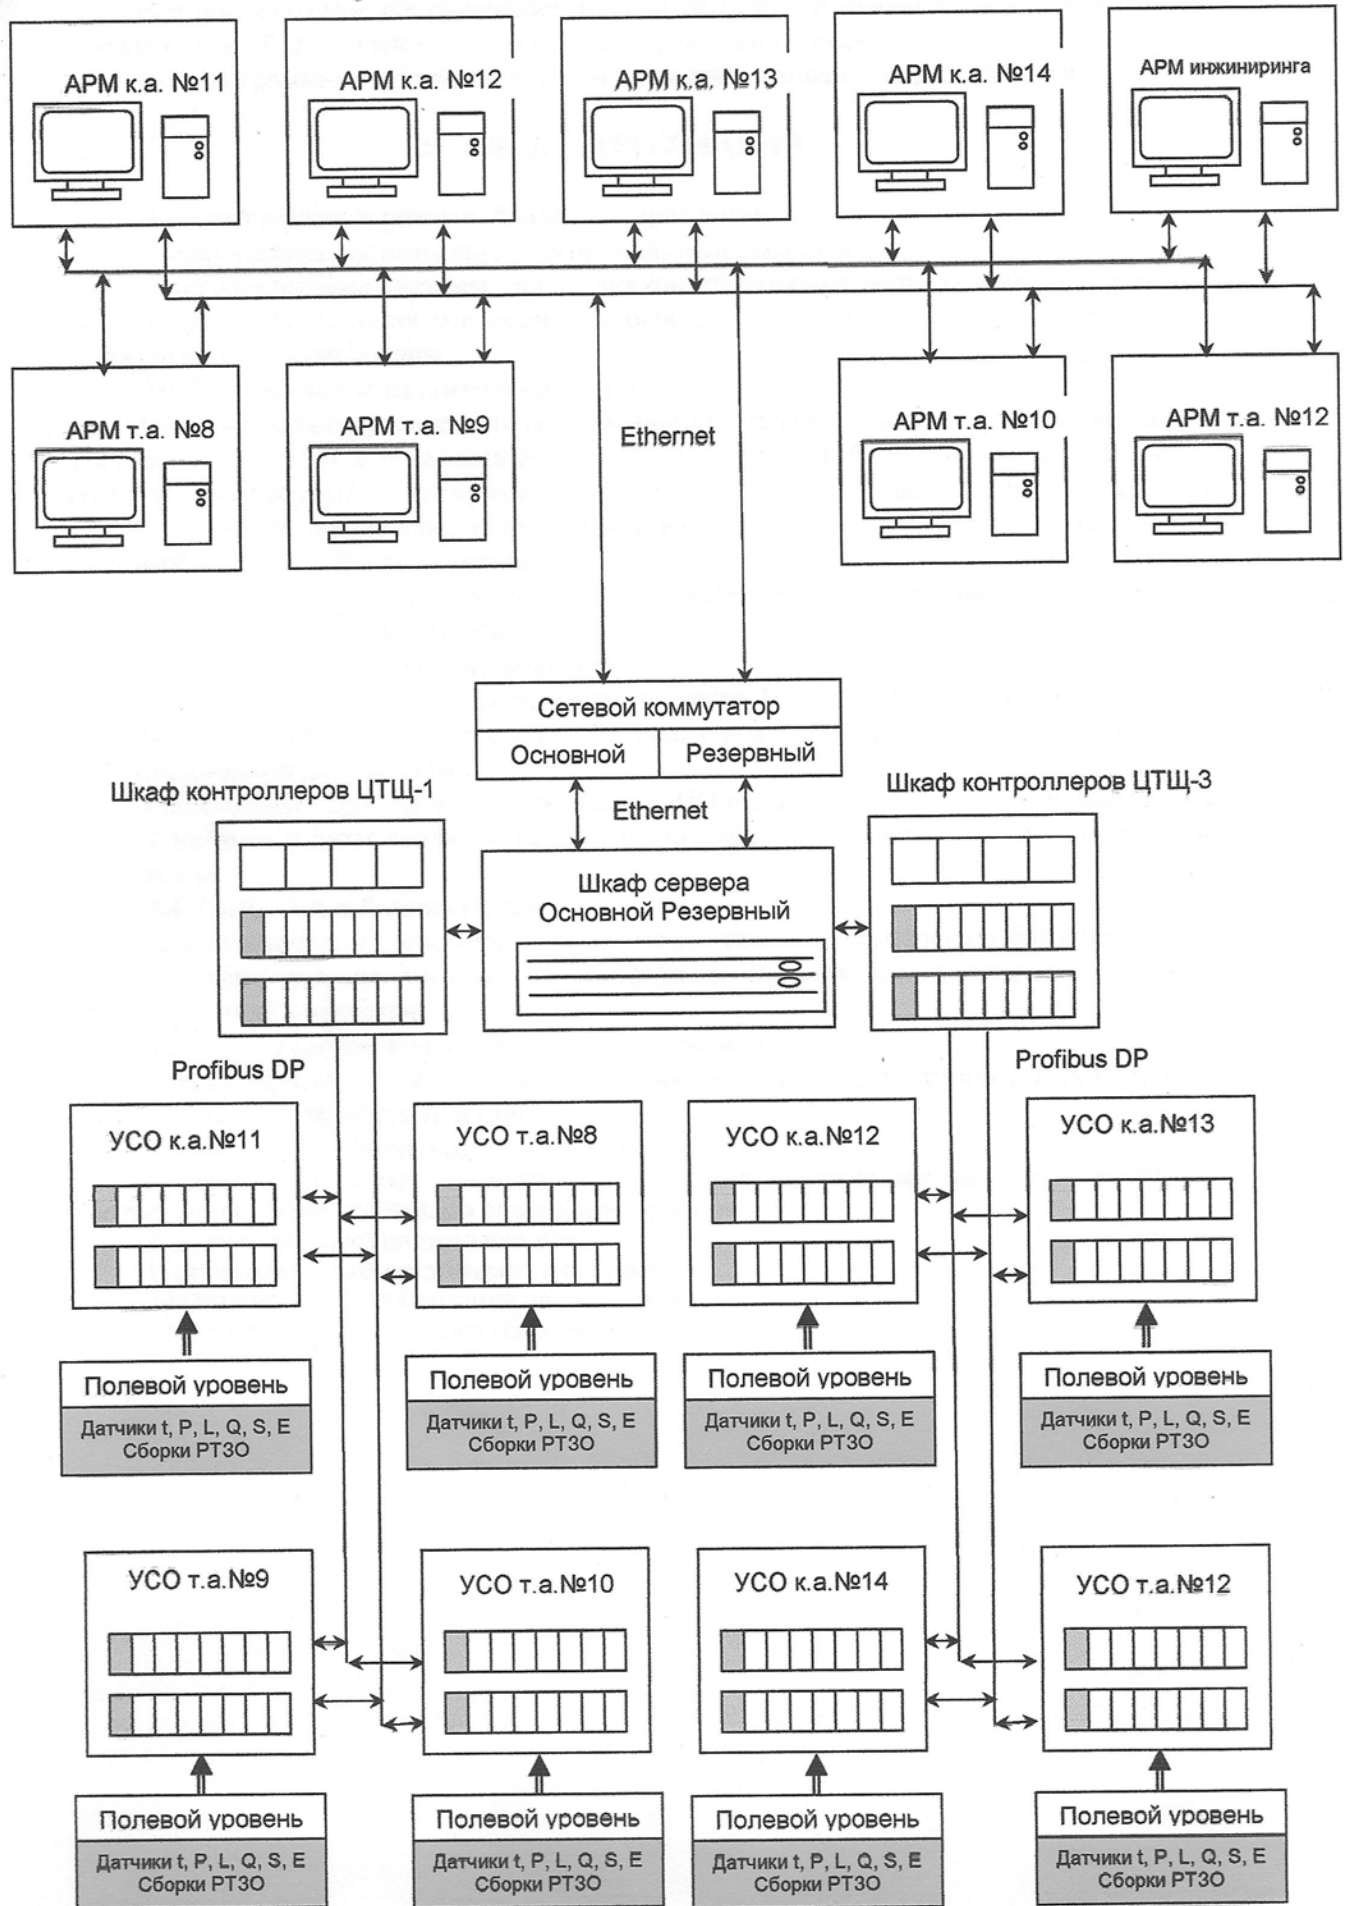 АРМ к.а. №11
АРМ к.а. №12
АРМ к.а. №13
АРМ к.а. №14
АРМ инжиниринга
АРМ т.а. №8
АРМ т.а. №9
Ethernet
АРМ т.а. №10
АРМ т.а. №12
Сетевой коммутатор
Основной
Резервный
Шкаф контроллеров ЦТЩ-1
Ethernet
Шкаф контроллеров ЦТЩ-3
Шкаф сервера
Основной Резервный
Profibus DP
Profibus DP
УСО к.а.№11
УСО т.а.№8
УСО к.а.№12
УСО к.а.№13
Полевой уровень
Датчики t, P, L, Q, S, E
Сборки РТЗО
Полевой уровень
Датчики t, P, L, Q, S, E
Сборки РТЗО
Полевой уровень
Датчики t, P, L, Q, S, E
Сборки РТЗО
Полевой уровень
Датчики t, P, L, Q, S, E
Сборки РТЗО
УСО т.а.№9
УСО т.а.№10
УСО к.а.№14
УСО т.а.№12
Полевой уровень
Датчики t, P, L, Q, S, E
Сборки РТЗО
Полевой уровень
Датчики t, P, L, Q, S, E
Сборки РТЗО
Полевой уровень
Датчики t, P, L, Q, S, E
Сборки РТЗО
Полевой уровень
Датчики t, P, L, Q, S, E
Сборки РТЗО